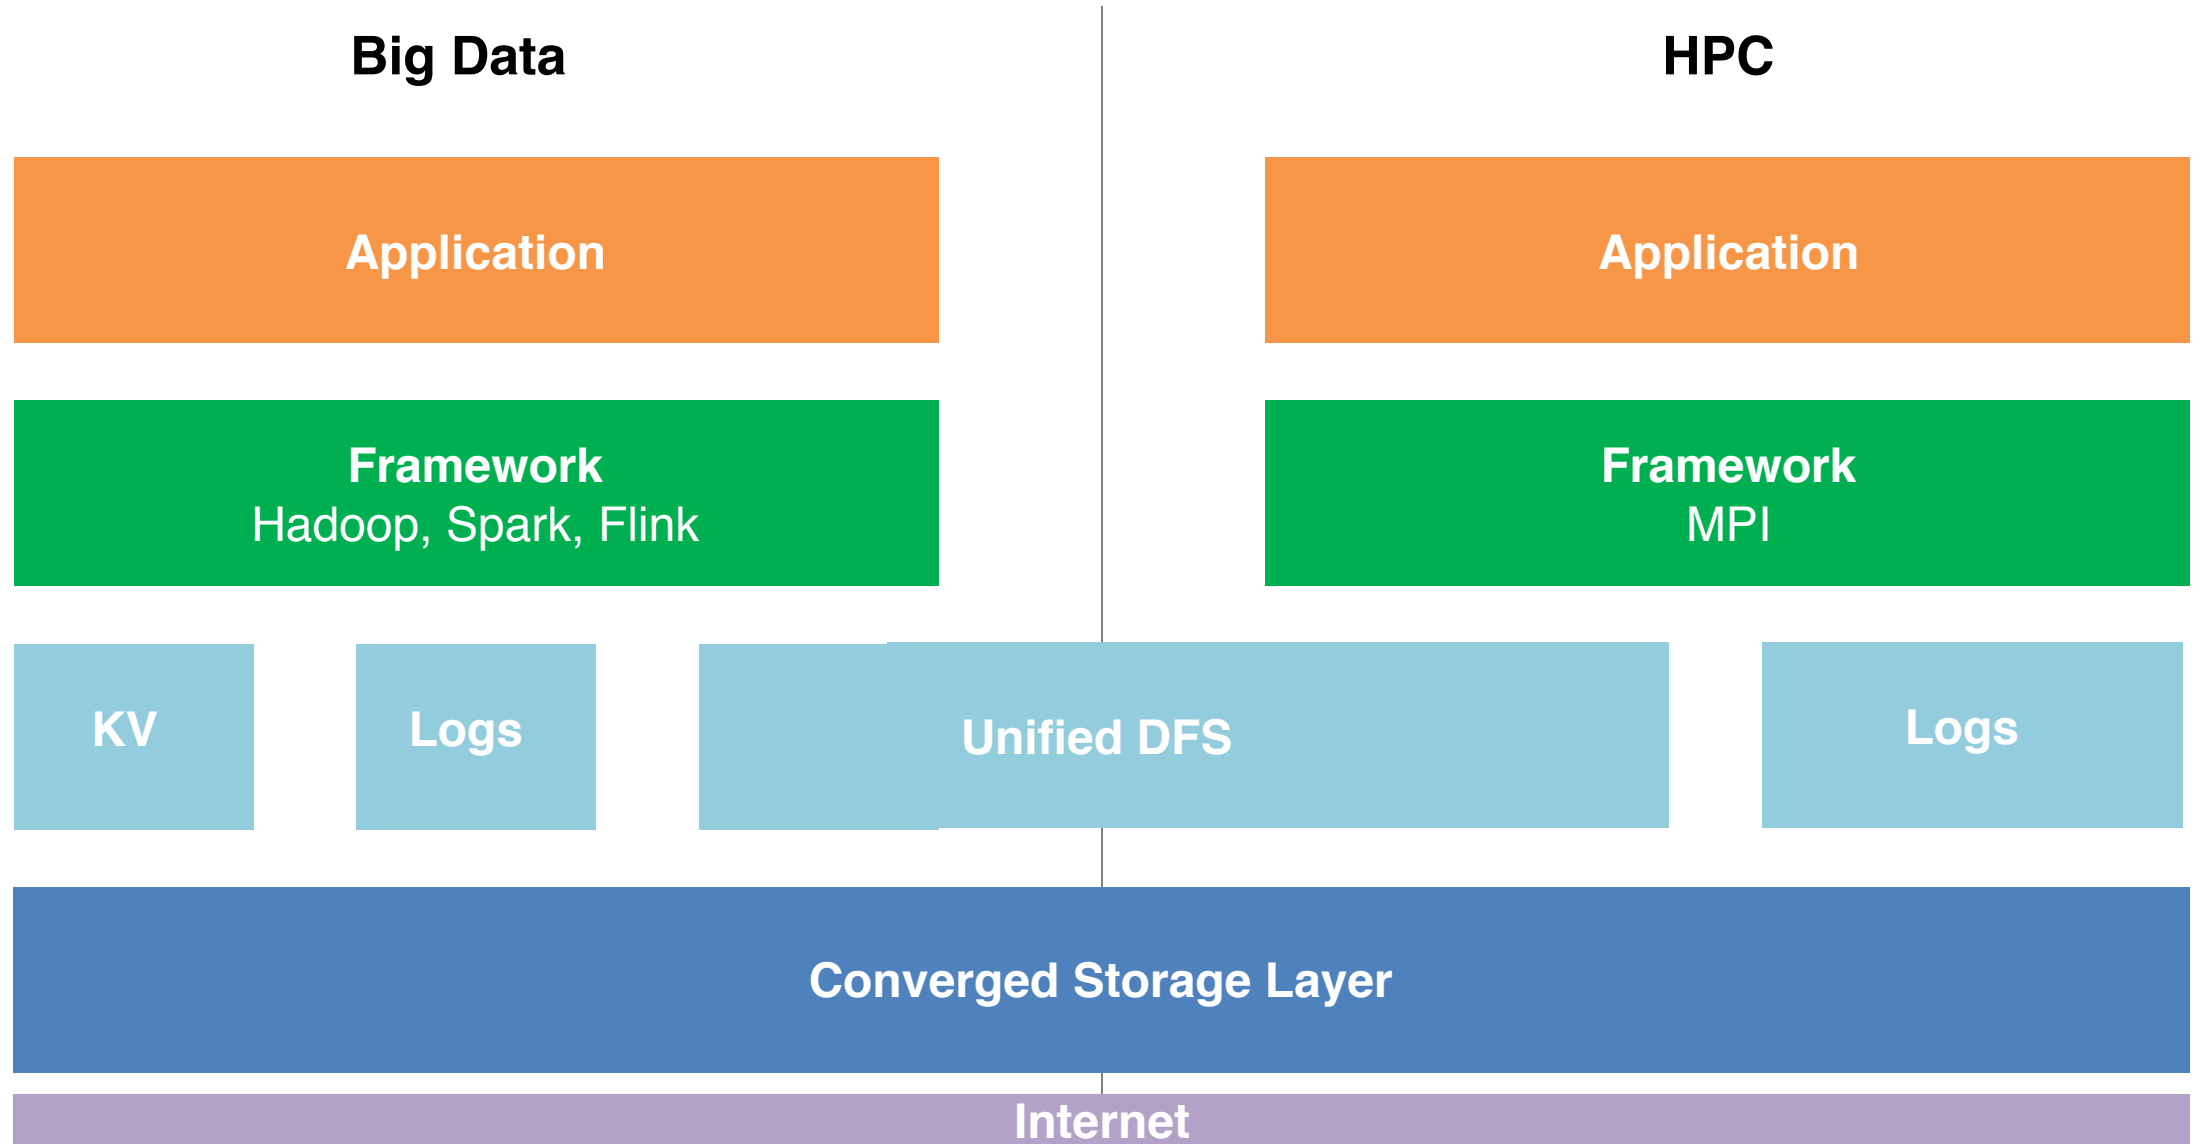 Big Data
HPC
Application
Application
Framework
Hadoop, Spark, Flink
Framework
MPI
KV
Logs
Unified DFS
Logs
Converged Storage Layer
Internet